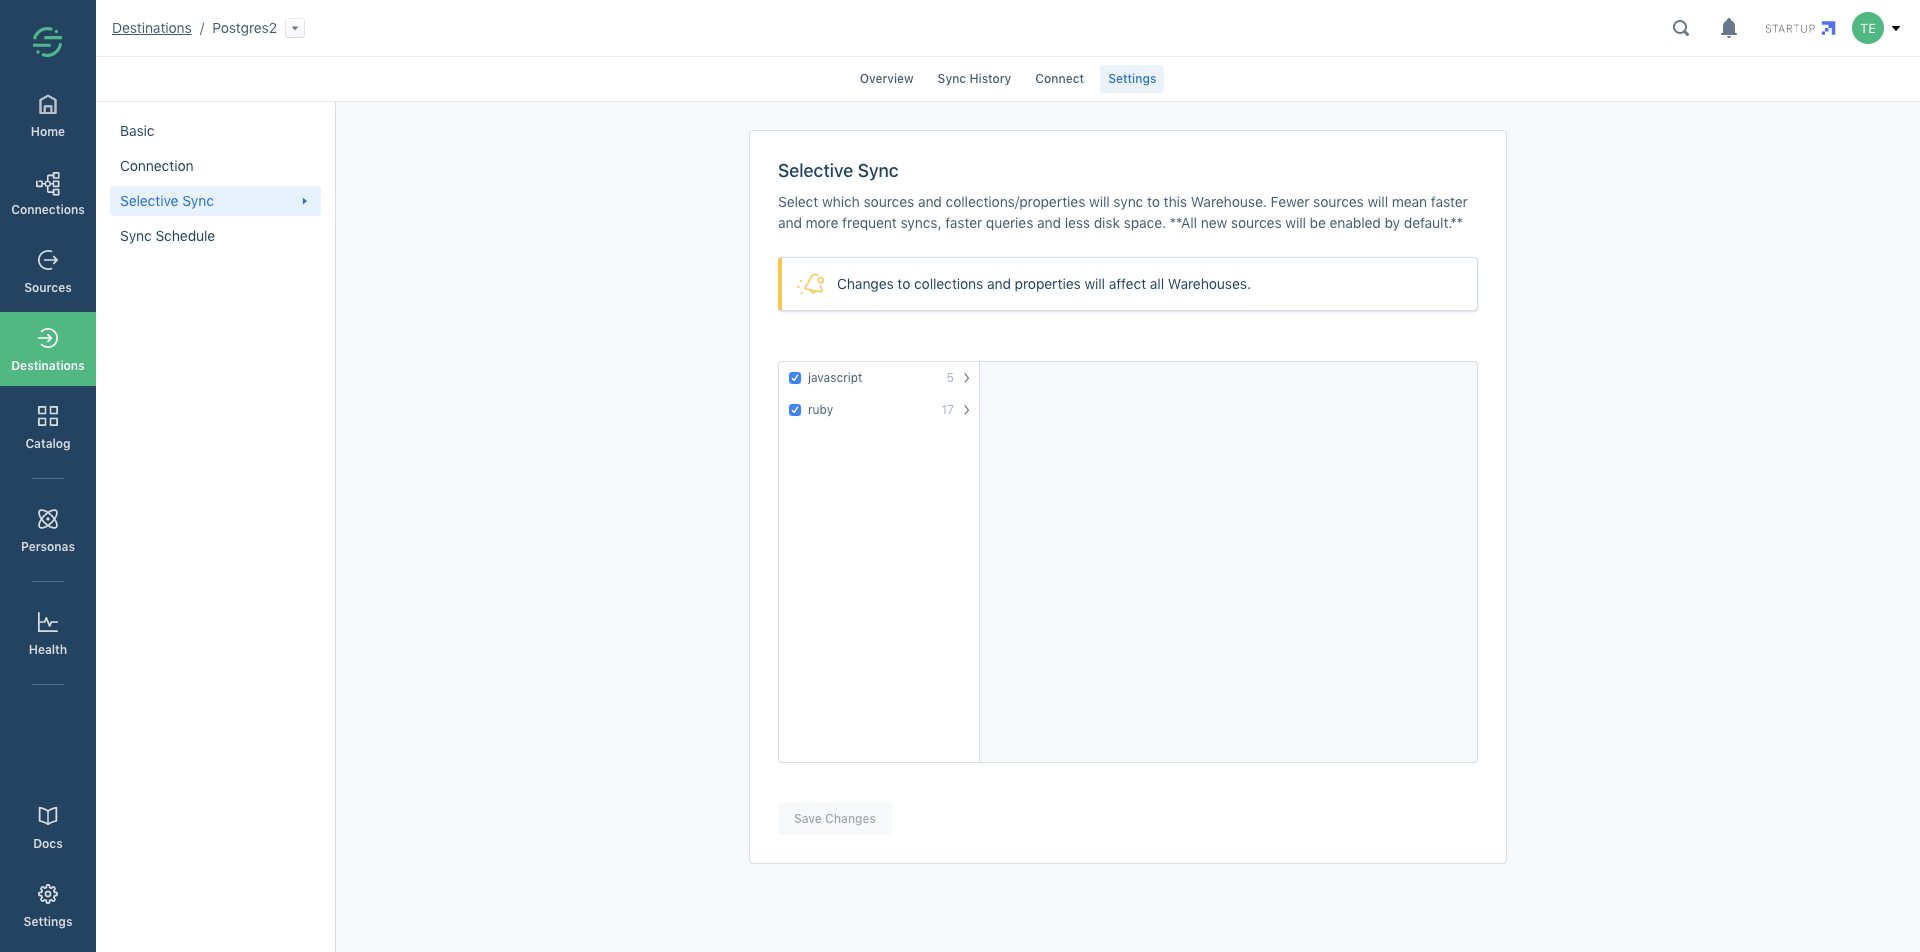 Destinations / Postgres2
STARTUP
TE
Overview
Sync History
Connect
Settings
Home
Connections
Sources
Destinations
Catalog
Personas
Health
Docs
Settings
Basic
Connection
Selective Sync
Sync Schedule
Selective Sync
Select which sources and collections/properties will sync to this Warehouse. Fewer sources will mean faster
and more frequent syncs, faster queries and less disk space. **All new sources will be enabled by default.**
Changes to collections and properties will affect all Warehouses.
javascript 5
ruby 17
Save Changes